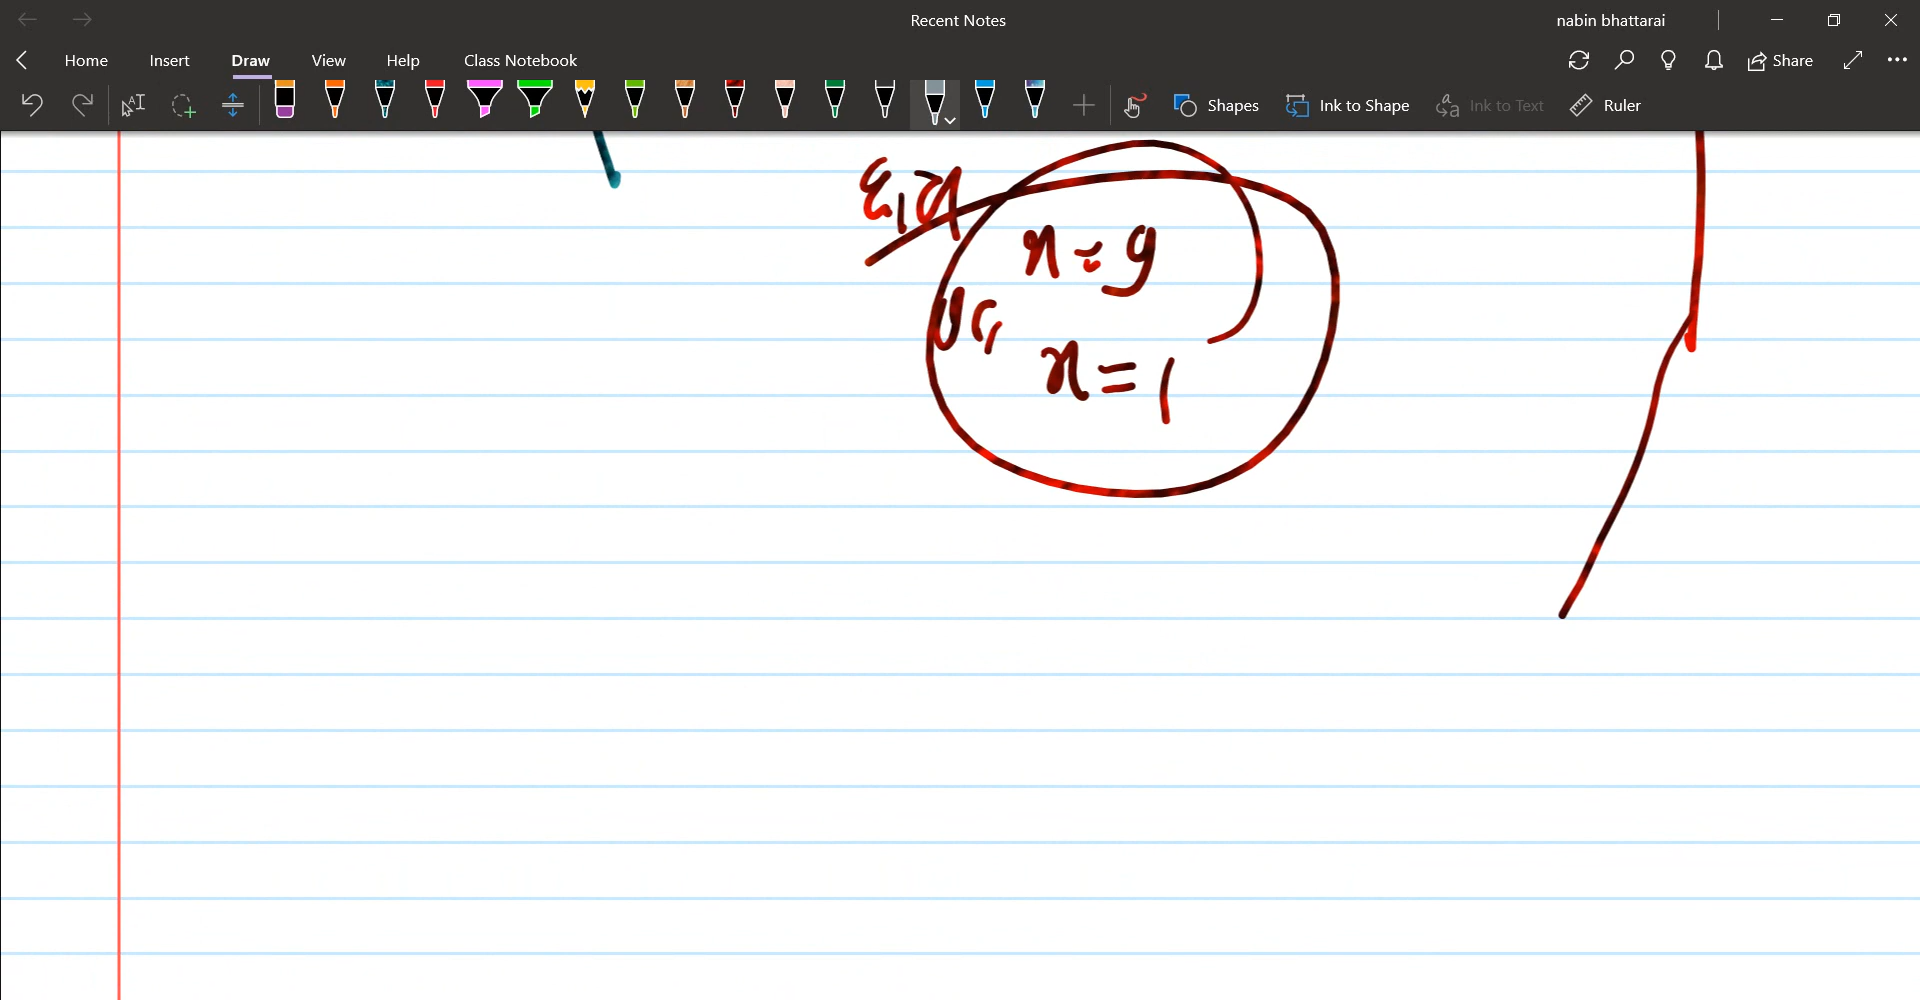 Recent Notes
nabin bhattarai
Home Insert Draw View Help Class Notebook Share
Shapes Ink to Shape Ink to Text Ruler
x = 9
x = 1